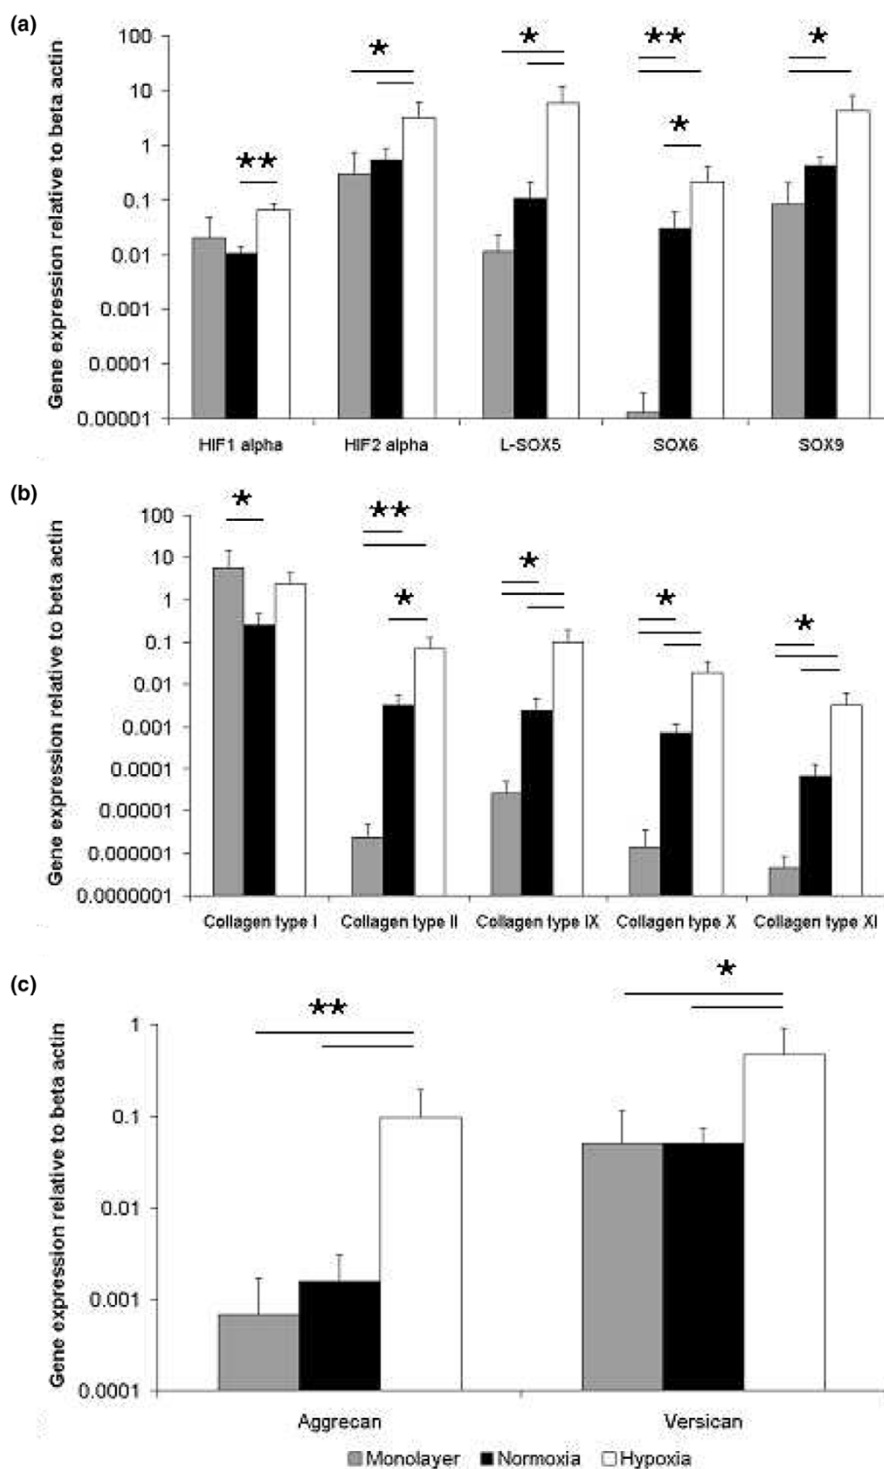 (a)
Gene expression relative to beta actin
100
10
1
0.1
0.01
0.001
0.0001
0.00001
** * * ** * *
HIF1 alpha HIF2 alpha L-SOX5 SOX6 SOX9
(b)
Gene expression relative to beta actin
100
10
1
0.1
0.01
0.001
0.0001
0.00001
0.000001
0.0000001
* ** * * * *
Collagen type I Collagen type II Collagen type IX Collagen type X Collagen type XI
(c)
Gene expression relative to beta actin
1
0.1
0.01
0.001
0.0001
** *
Aggrecan Versican
Monolayer Normoxia Hypoxia